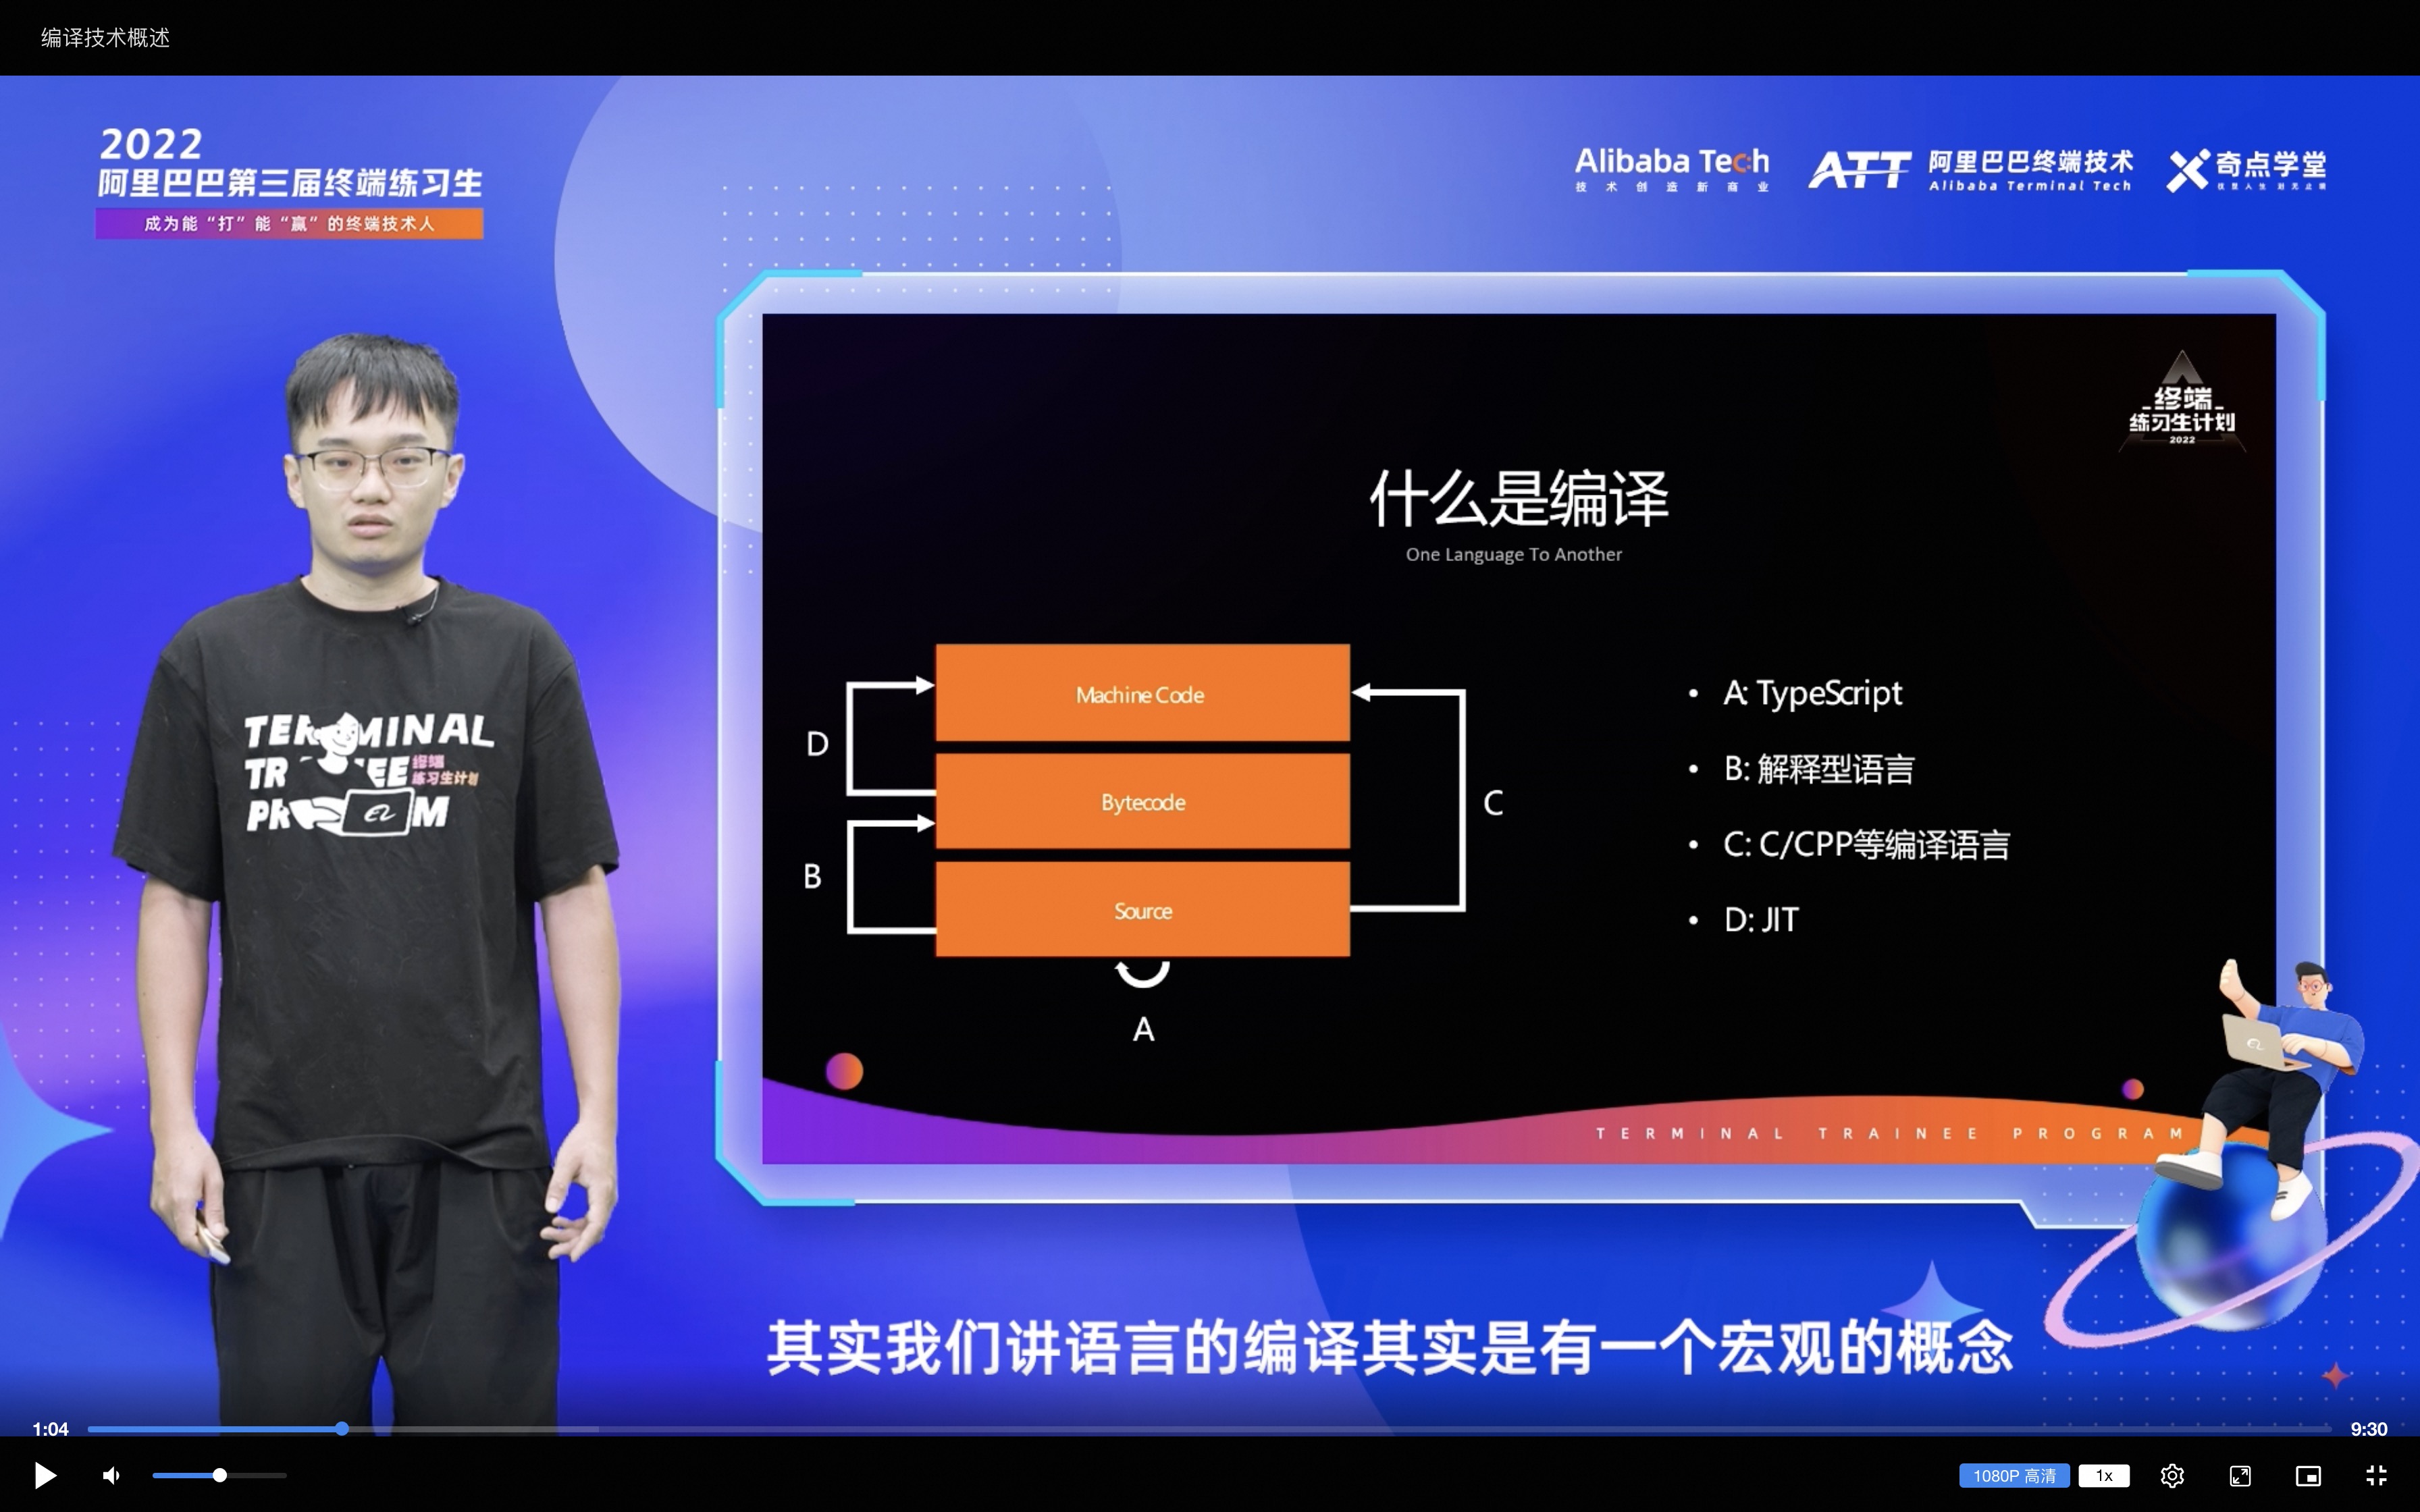 编译技术概述
2022
阿里巴巴第三届终端练习生
成为能“打”能“赢”的终端技术人
Alibaba Tech
技术创造新商业
ATT 阿里巴巴终端技术
Alibaba Terminal Tech
奇点学堂
终端
练习生计划
2022
什么是编译
One Language To Another
Machine Code
Bytecode
Source
D
B
C
A
• A: TypeScript
• B: 解释型语言
• C: C/CPP等编译语言
• D: JIT
TERMINAL TRAINEE PROGRAM
TERMINAL
TR EE 终端
练习生计划
PR M
其实我们讲语言的编译其实是有一个宏观的概念
1:04
9:30
1080P 高清
1x